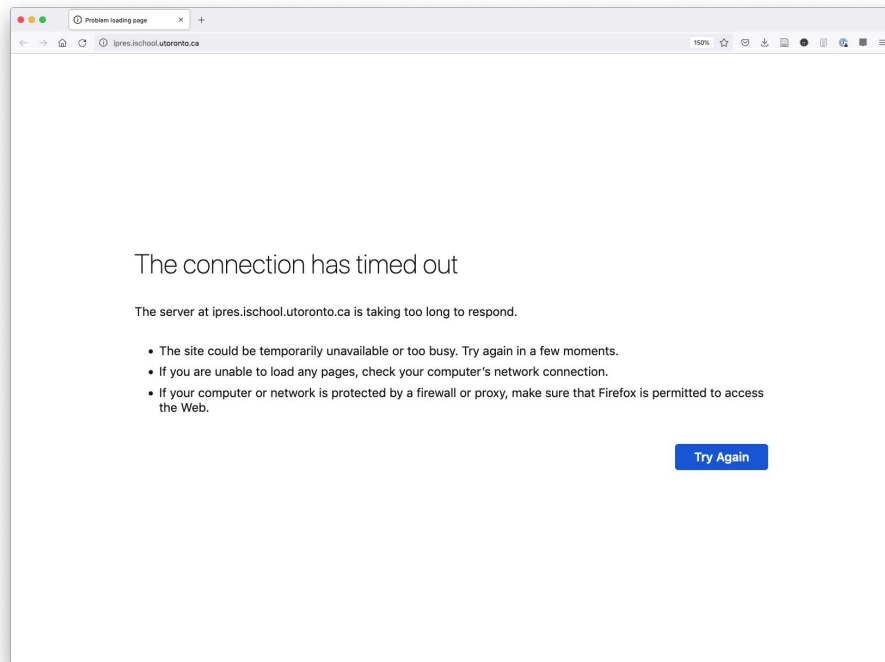 Problem loading page
ipres.ischool.utoronto.ca
150%
The connection has timed out
The server at ipres.ischool.utoronto.ca is taking too long to respond.
The site could be temporarily unavailable or too busy. Try again in a few moments.
If you are unable to load any pages, check your computer's network connection.
If your computer or network is protected by a firewall or proxy, make sure that Firefox is permitted to access
the Web.
Try Again